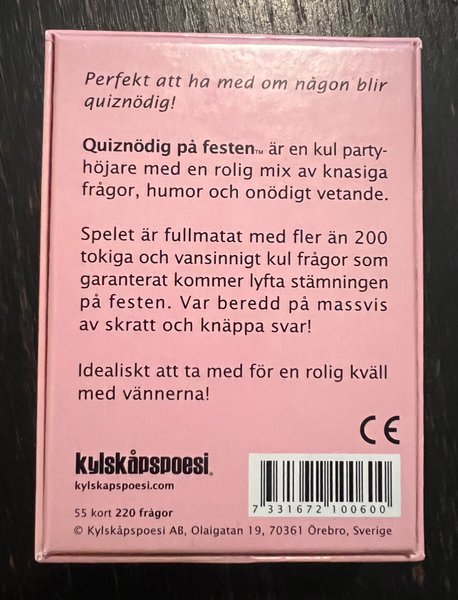 Perfekt att ha med om någon blir
quiznödig!
Quiznödig på festen™ är en kul party-
höjare med en rolig mix av knasiga
frågor, humor och onödigt vetande.
Spelet är fullmatat med fler än 200
tokiga och vansinnigt kul frågor som
garanterat kommer lyfta stämningen
på festen. Var beredd på massvis
av skratt och knäppa svar!
Idealiskt att ta med för en rolig kväll
med vännerna!
CE
kylskåpspoesi®
kylskapspoesi.com
7 331672 100600
55 kort 220 frågor
© Kylskåpspoesi AB, Olaigatan 19, 70361 Örebro, Sverige